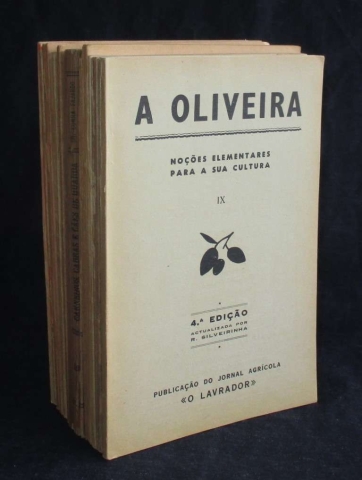 A OLIVEIRA
NOÇÕES ELEMENTARES
PARA A SUA CULTURA
IX
4.ª EDIÇÃO
ACTUALIZADA POR
R. SILVEIRINHA
PUBLICAÇÃO DO JORNAL AGRÍCOLA
«O LAVRADOR»